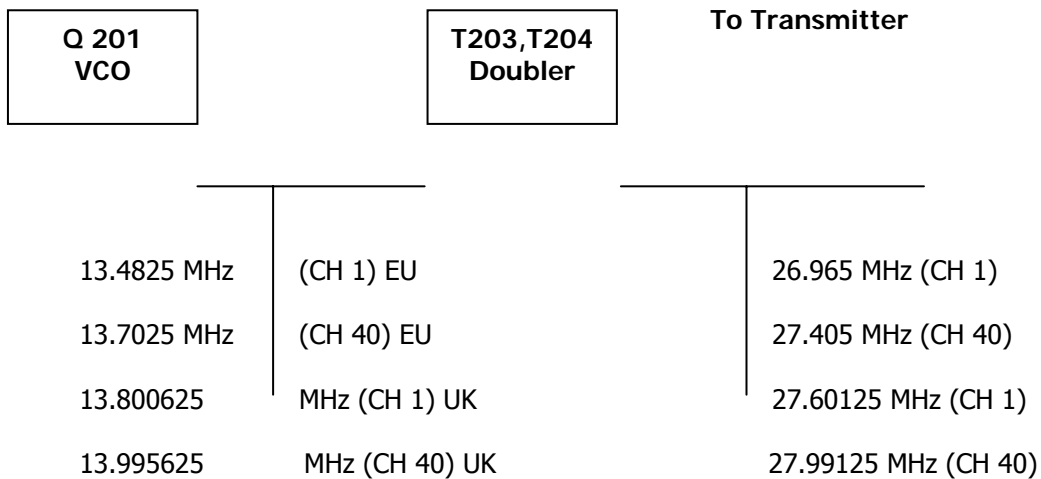 To Transmitter
Q 201
VCO
T203,T204
Doubler
13.4825 MHz (CH 1) EU 26.965 MHz (CH 1)
13.7025 MHz (CH 40) EU 27.405 MHz (CH 40)
13.800625 MHz (CH 1) UK 27.60125 MHz (CH 1)
13.995625 MHz (CH 40) UK 27.99125 MHz (CH 40)